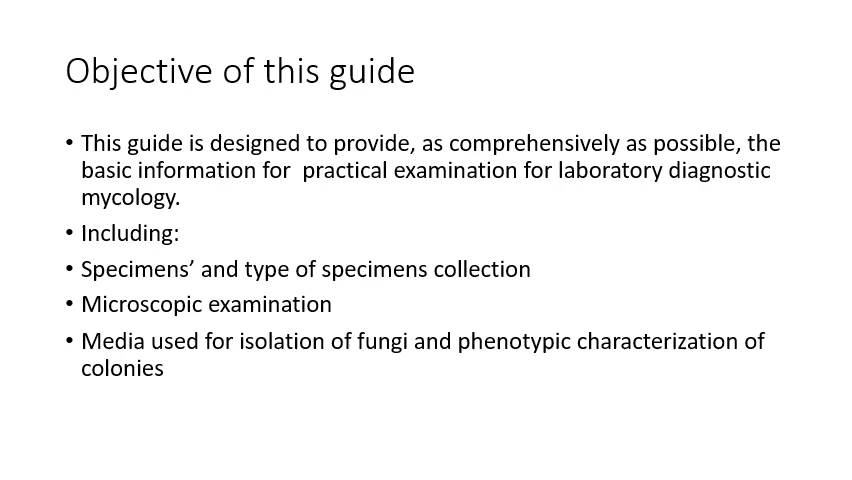 Objective of this guide
• This guide is designed to provide, as comprehensively as possible, the
basic information for  practical examination for laboratory diagnostic
mycology.
• Including:
• Specimens’ and type of specimens collection
• Microscopic examination
• Media used for isolation of fungi and phenotypic characterization of
colonies